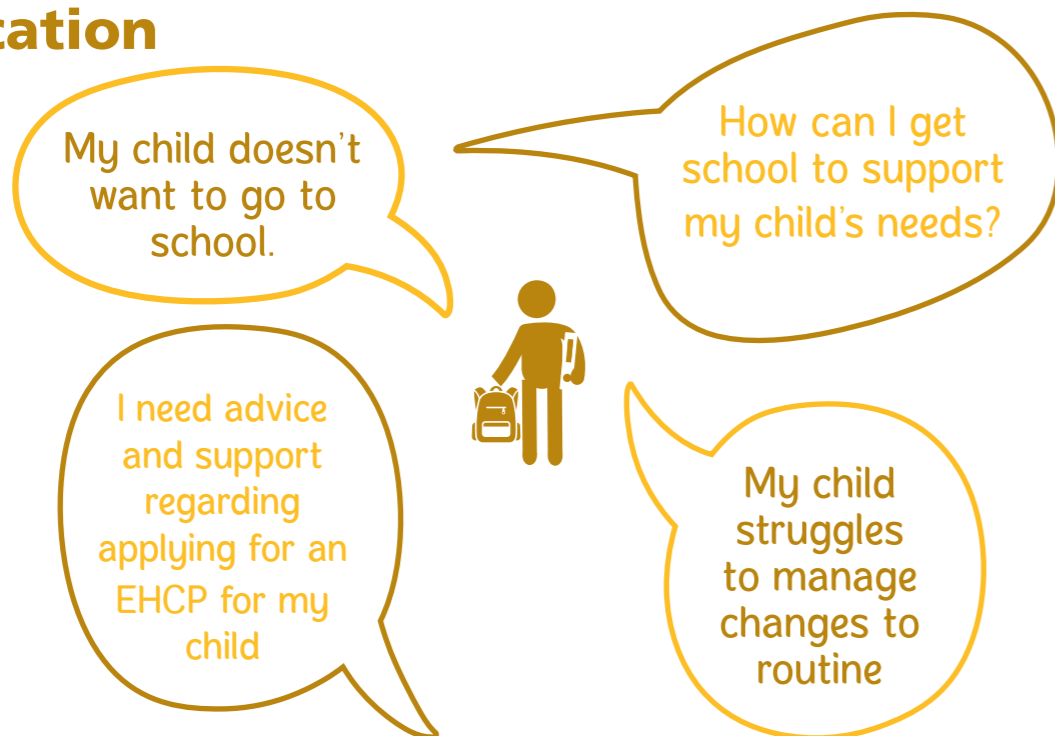 cation
My child doesn't
want to go to
school.
How can I get
school to support
my child's needs?
I need advice
and support
regarding
applying for an
EHCP for my
child
My child
struggles
to manage
changes to
routine